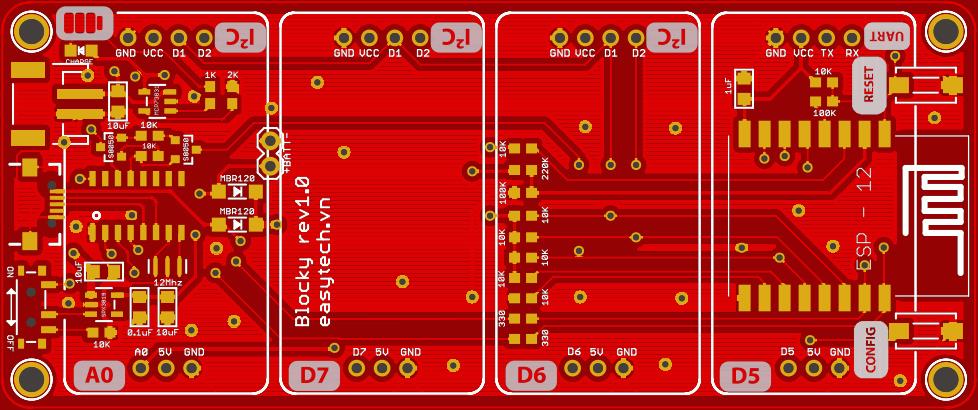 I²C
I²C
I²C
UART
GND VCC D1 D2
GND VCC D1 D2
GND VCC D1 D2
GND VCC TX RX
CHARGE
1K 2K
10K
RESET
1uF
100K
10uF
10K
S8050
10K
S8050
BATT-
+
10K
220K
100K
MBR120
10K
MBR120
10K
10K
10K
10K
330
330
Blocky rev1.0
easytech.vn
ESP - 12
ON
OFF
10uF
12Mhz
0.1uF
10uF
10K
CONFIG
A0 5V GND
D7 5V GND
D6 5V GND
D5 5V GND
A0
D7
D6
D5